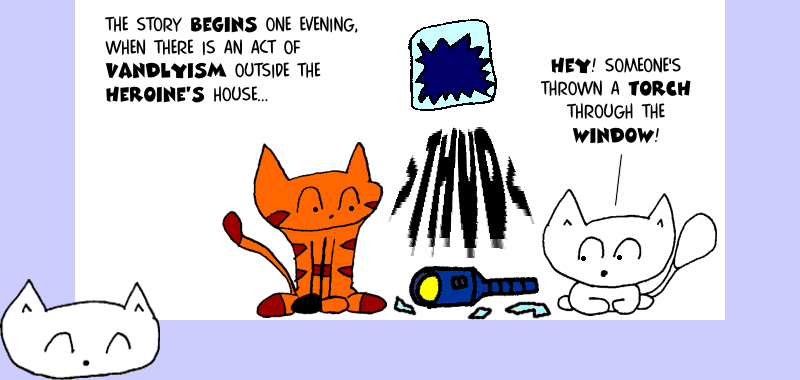 THE STORY BEGINS ONE EVENING,
WHEN THERE IS AN ACT OF
VANDLYISM OUTSIDE THE
HEROINE'S HOUSE...
HEY! SOMEONE'S
THROWN A TORCH
THROUGH THE
WINDOW!